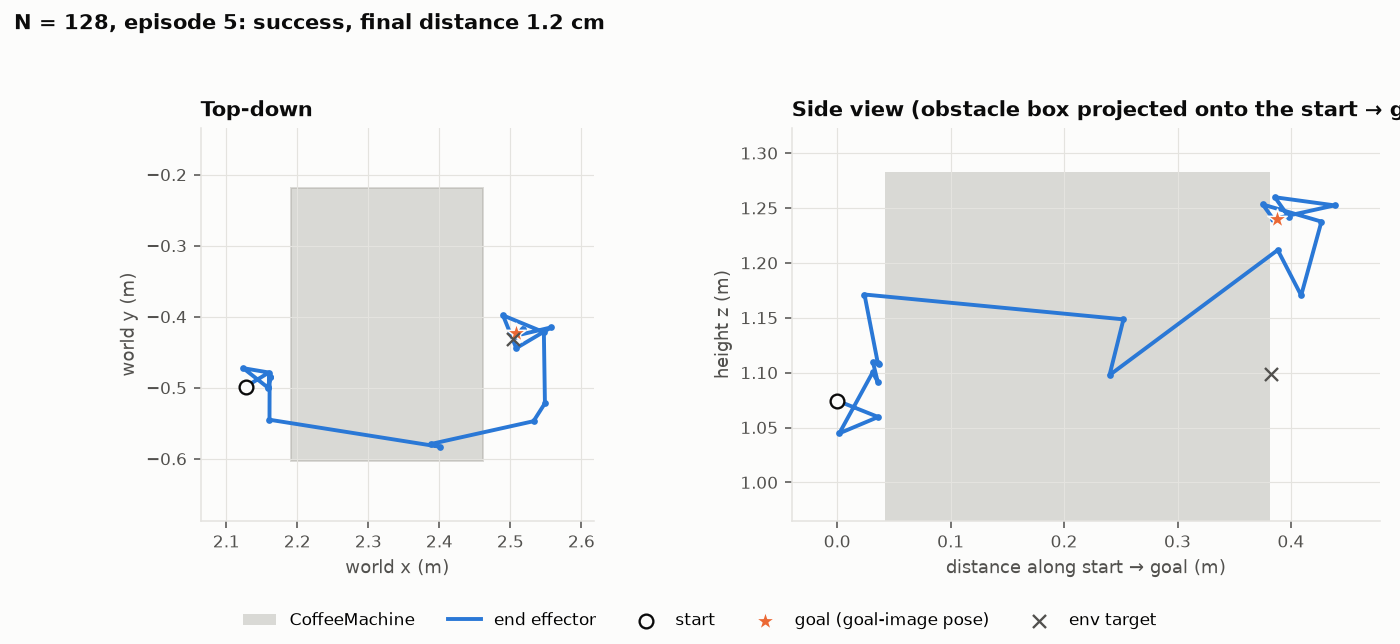 N = 128, episode 5: success, final distance 1.2 cm
Top-down
−0.2
−0.3
−0.4
−0.5
−0.6
world y (m)
2.1 2.2 2.3 2.4 2.5 2.6
world x (m)
Side view (obstacle box projected onto the start → g
1.30
1.25
1.20
1.15
1.10
1.05
1.00
height z (m)
0.0 0.1 0.2 0.3 0.4
distance along start → goal (m)
CoffeeMachine end effector start goal (goal-image pose) env target